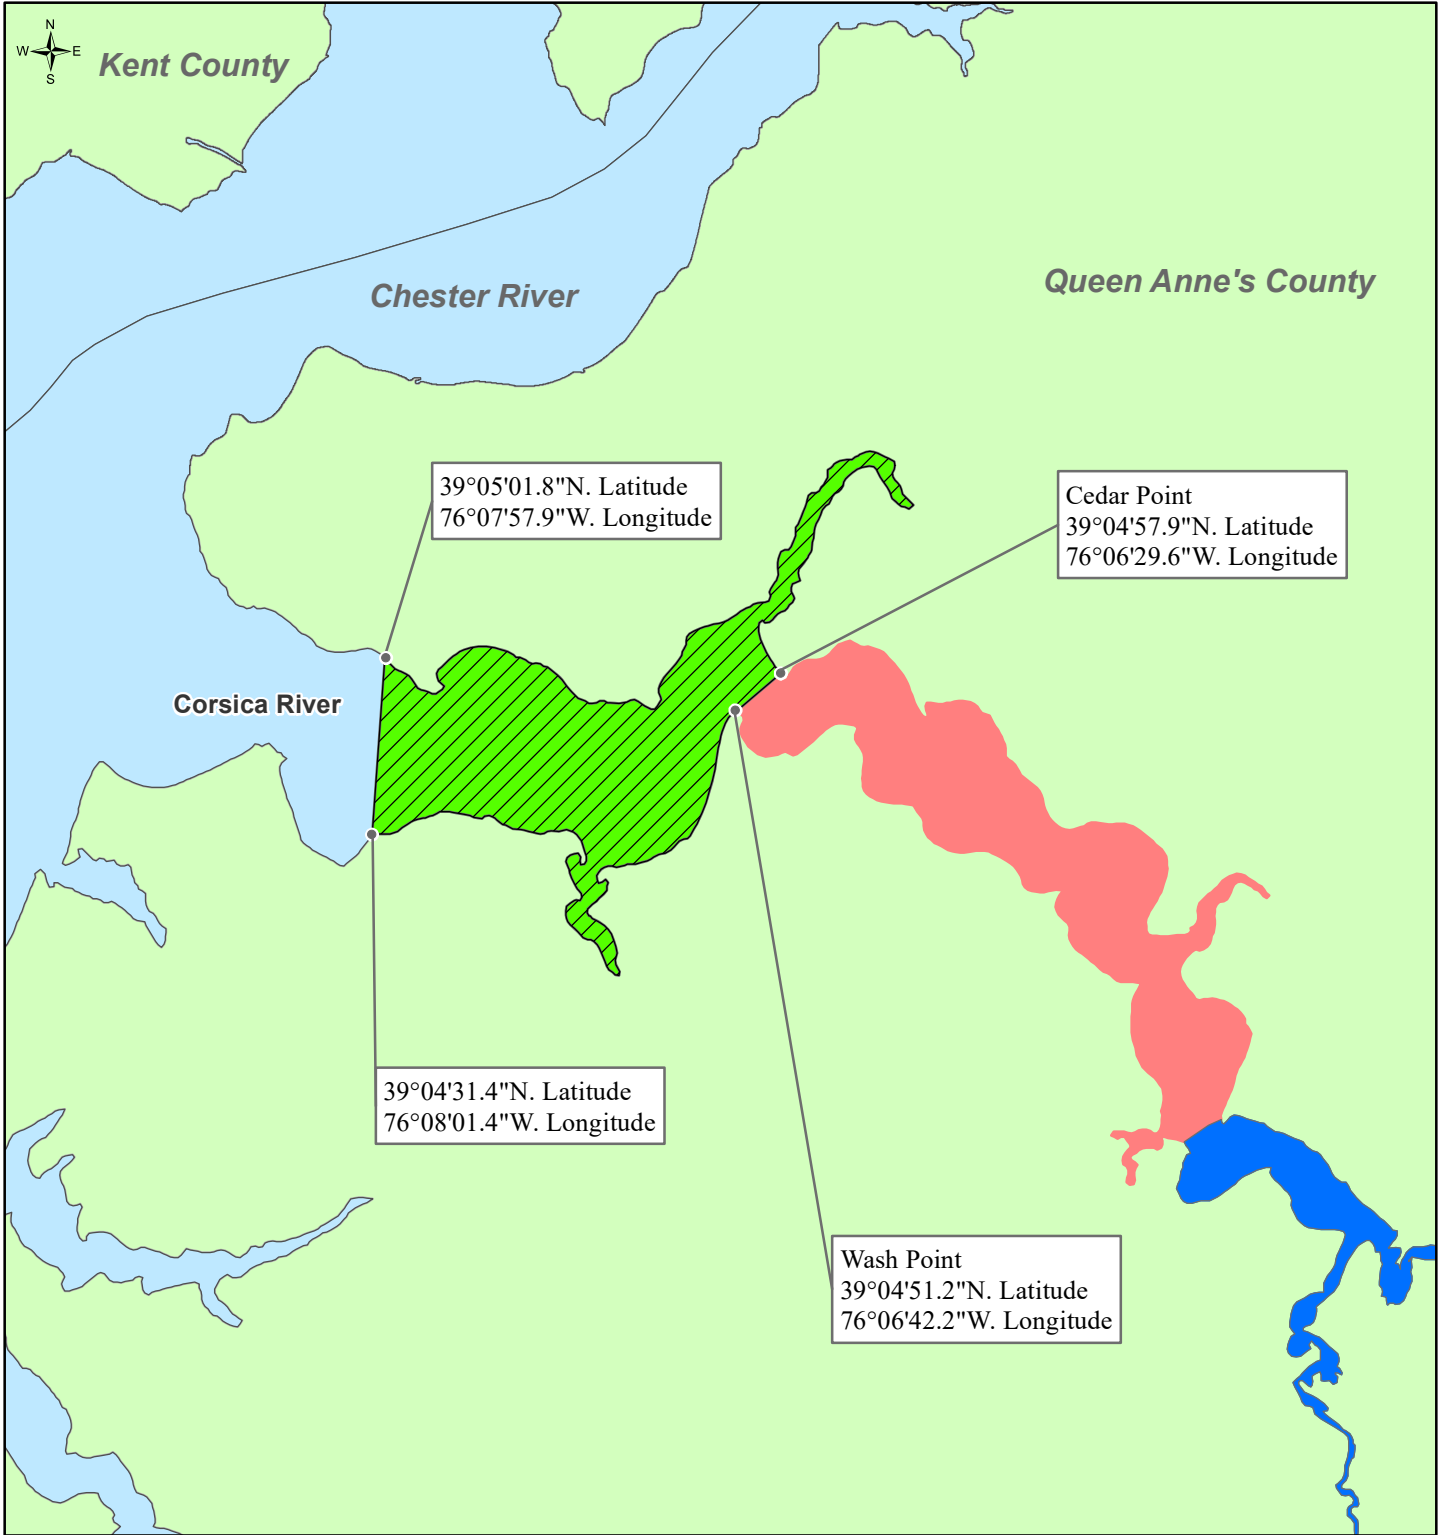 N
W E
S
Kent County
Chester River
Queen Anne's County
39°05'01.8"N. Latitude
76°07'57.9"W. Longitude
Cedar Point
39°04'57.9"N. Latitude
76°06'29.6"W. Longitude
Corsica River
39°04'31.4"N. Latitude
76°08'01.4"W. Longitude
Wash Point
39°04'51.2"N. Latitude
76°06'42.2"W. Longitude